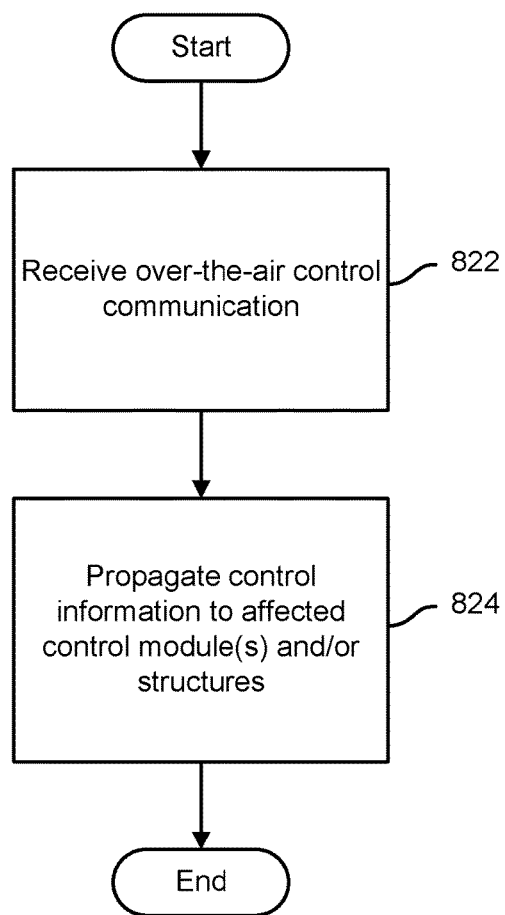 Start
Receive over-the-air control
communication
822
Propagate control
information to affected
control module(s) and/or
structures
824
End